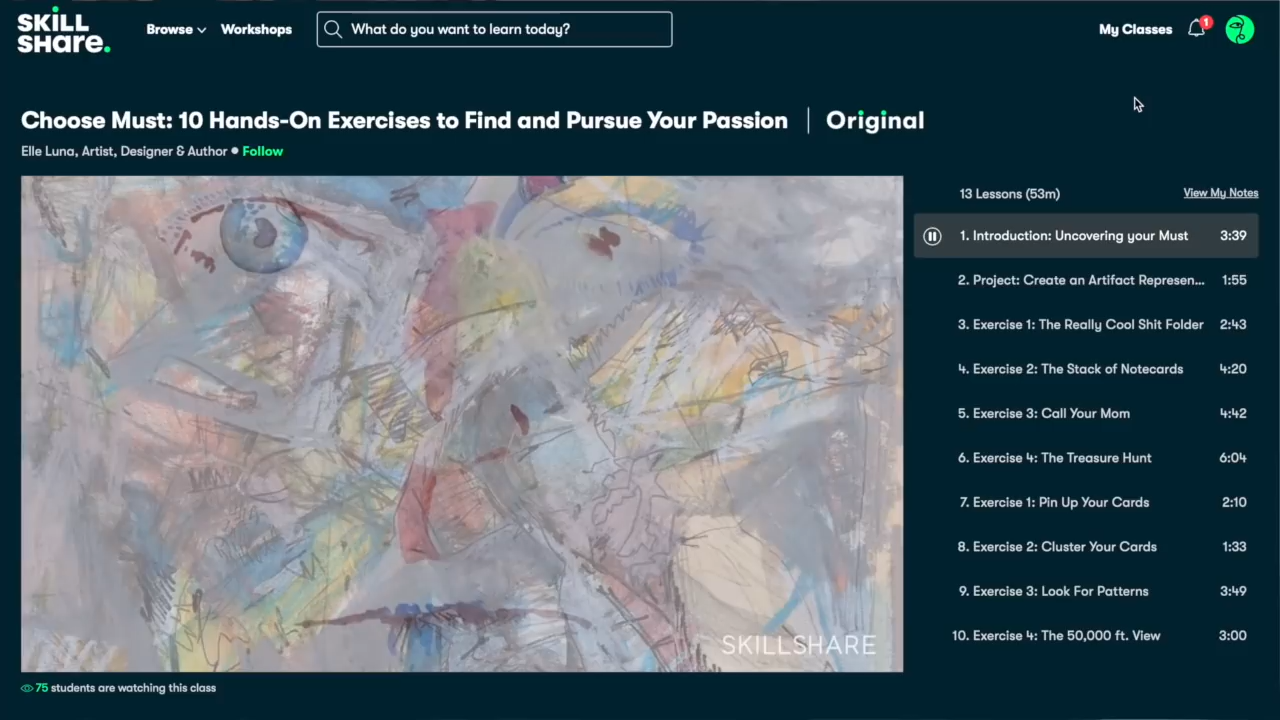 SKILL
SHare.
Browse
Workshops
What do you want to learn today?
My Classes
1
Choose Must: 10 Hands-On Exercises to Find and Pursue Your Passion | Original
Elle Luna, Artist, Designer & Author • Follow
13 Lessons (53m)
View My Notes
1. Introduction: Uncovering your Must 3:39
2. Project: Create an Artifact Represen... 1:55
3. Exercise 1: The Really Cool Shit Folder 2:43
4. Exercise 2: The Stack of Notecards 4:20
5. Exercise 3: Call Your Mom 4:42
6. Exercise 4: The Treasure Hunt 6:04
7. Exercise 1: Pin Up Your Cards 2:10
8. Exercise 2: Cluster Your Cards 1:33
9. Exercise 3: Look For Patterns 3:49
10. Exercise 4: The 50,000 ft. View 3:00
SKILLSHARE
75 students are watching this class